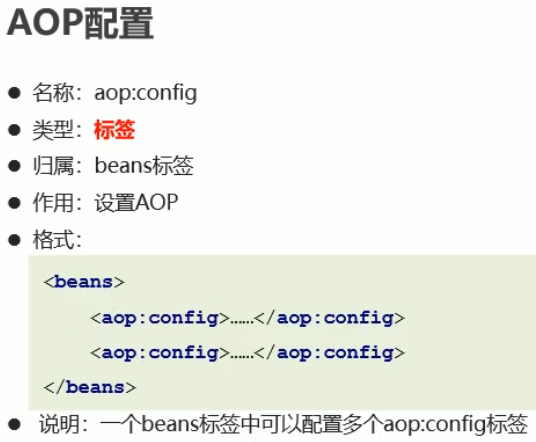 AOP配置
● 名称：aop:config
● 类型：标签
● 归属：beans标签
● 作用：设置AOP
● 格式：
<beans>
<aop:config>……</aop:config>
<aop:config>……</aop:config>
</beans>
● 说明：一个beans标签中可以配置多个aop:config标签